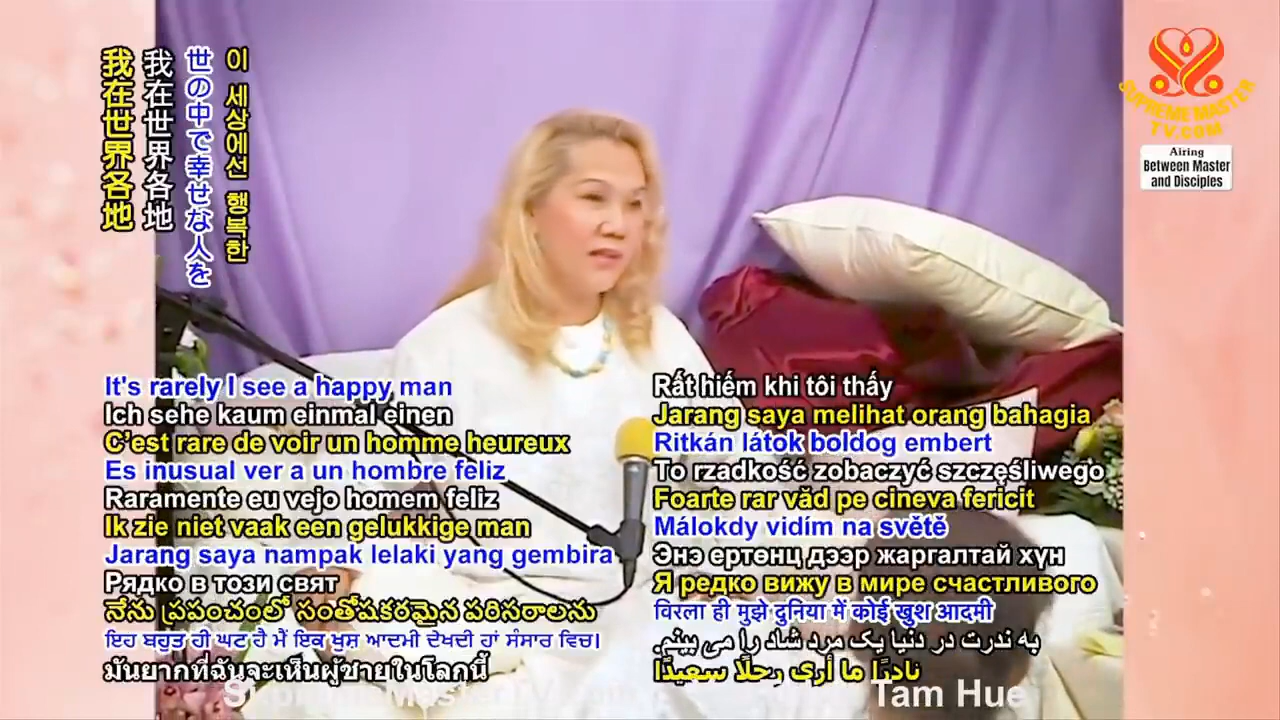 我在世界各地
我在世界各地
世の中で幸せな人を
이 세상에선 행복한
SUPREME MASTER
TV.COM
Airing
Between Master
and Disciples
It's rarely I see a happy man
Ich sehe kaum einmal einen
C'est rare de voir un homme heureux
Es inusual ver a un hombre feliz
Raramente eu vejo homem feliz
Ik zie niet vaak een gelukkige man
Jarang saya nampak lelaki yang gembira
Рядко в този свят
నేను ప్రపంచంలో సంతోషకరమైన పరిసరాలను
ਇਹ ਬਹੁਤ ਹੀ ਘਟ ਹੈ ਮੈਂ ਇਕ ਖੁਸ਼ ਆਦਮੀ ਦੇਖਦੀ ਹਾਂ ਸੰਸਾਰ ਵਿਚ।
มันยากที่ฉันจะเห็นผู้ชายในโลกนี้
Rất hiếm khi tôi thấy
Jarang saya melihat orang bahagia
Ritkán látok boldog embert
To rzadkość zobaczyć szczęśliwego
Foarte rar văd pe cineva fericit
Málokdy vidím na světě
Энэ ертөнц дээр жаргалтай хүн
Я редко вижу в мире счастливого
विरला ही मुझे दुनिया में कोई खुश आदमी
به ندرت در دنیا یک مرد شاد را می بینم.
نادرًا ما أرى رجلًا سعيدًا
Tam Hue